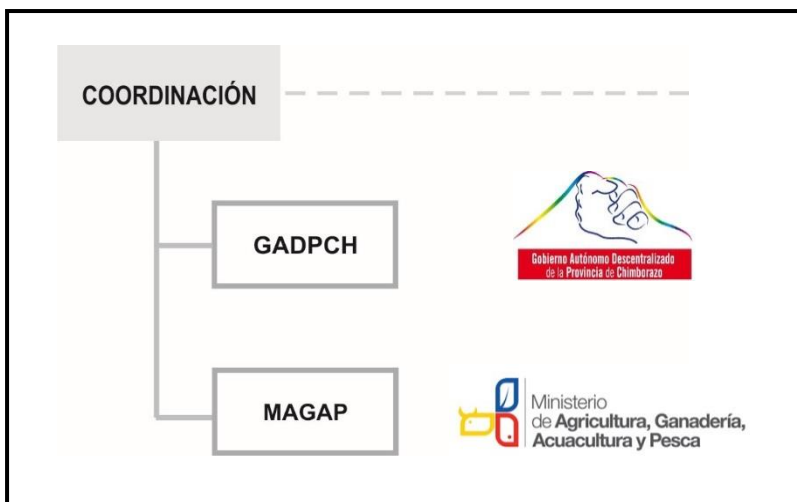 COORDINACIÓN
GADPCH
Gobierno Autónomo Descentralizado
de la Provincia de Chimborazo
MAGAP
Ministerio
de Agricultura, Ganadería,
Acuacultura y Pesca